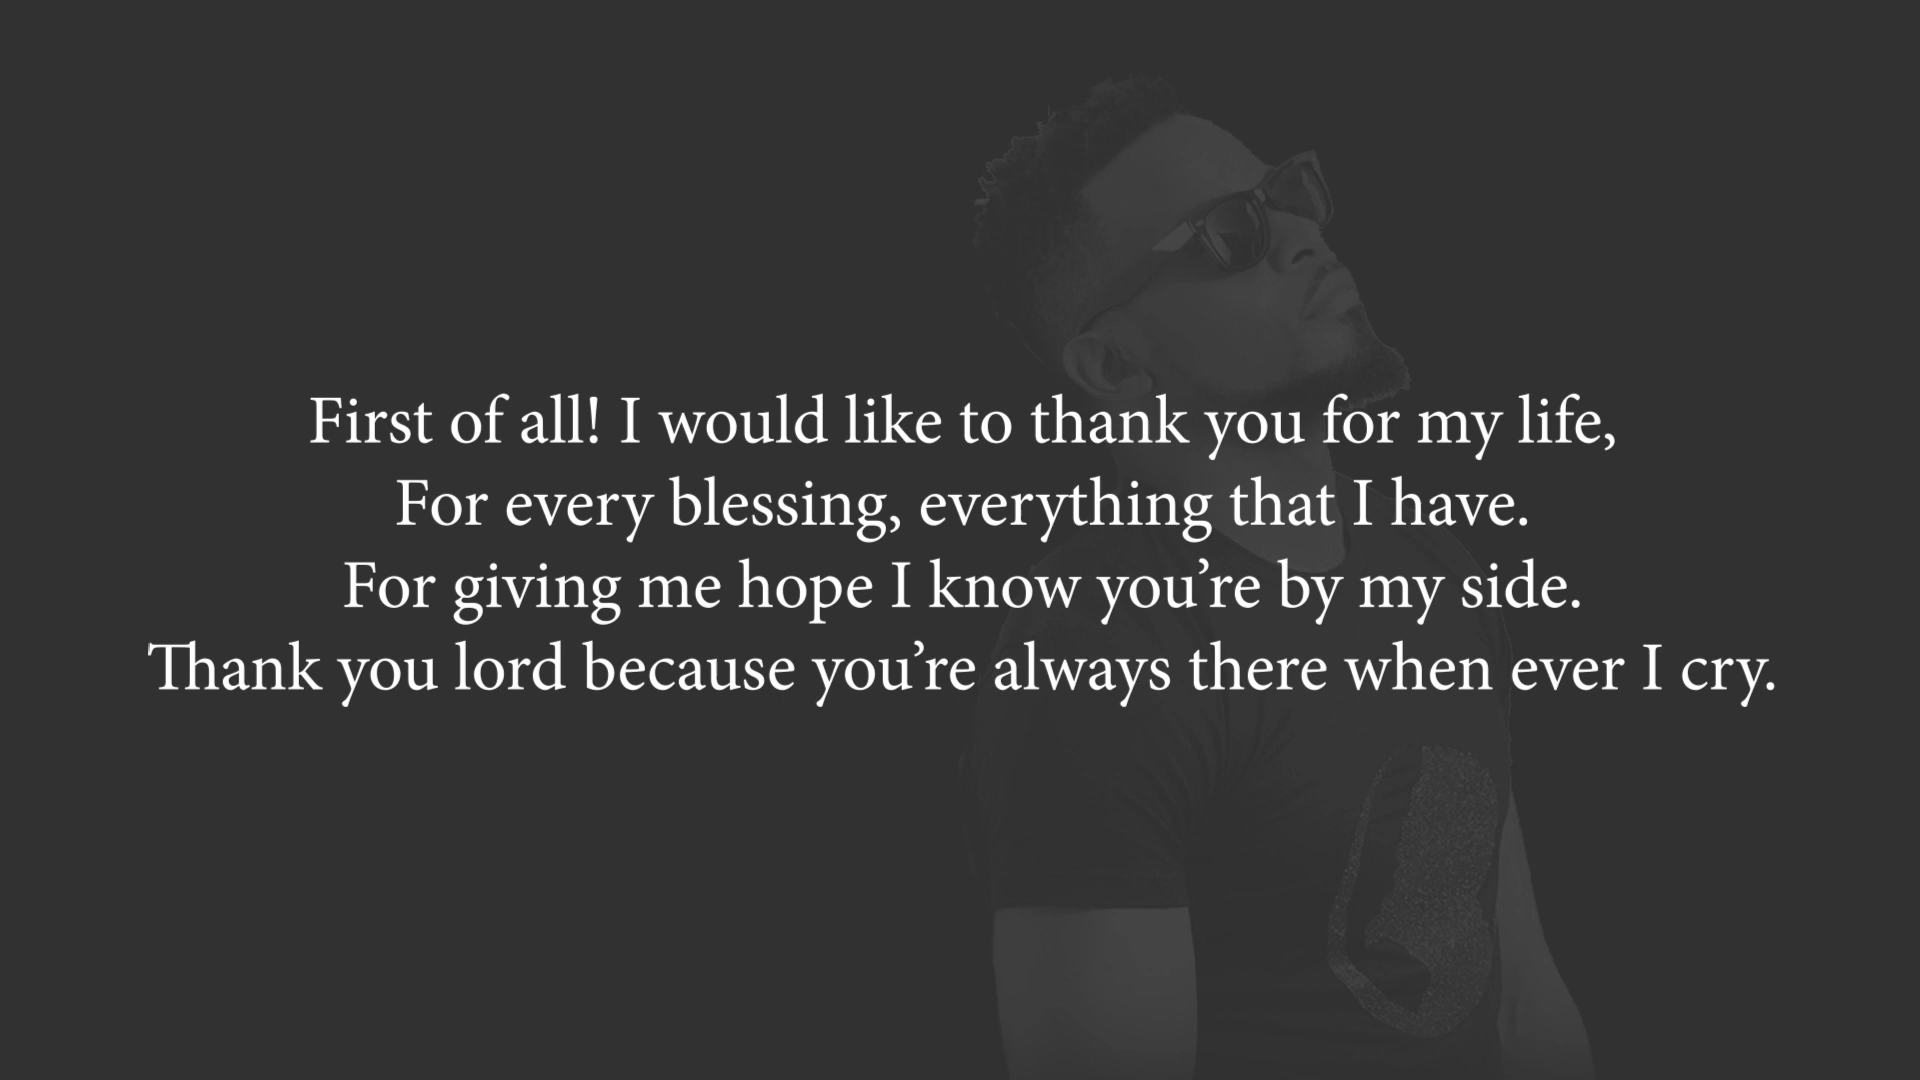 First of all! I would like to thank you for my life,
For every blessing, everything that I have.
For giving me hope I know you’re by my side.
Thank you lord because you’re always there when ever I cry.